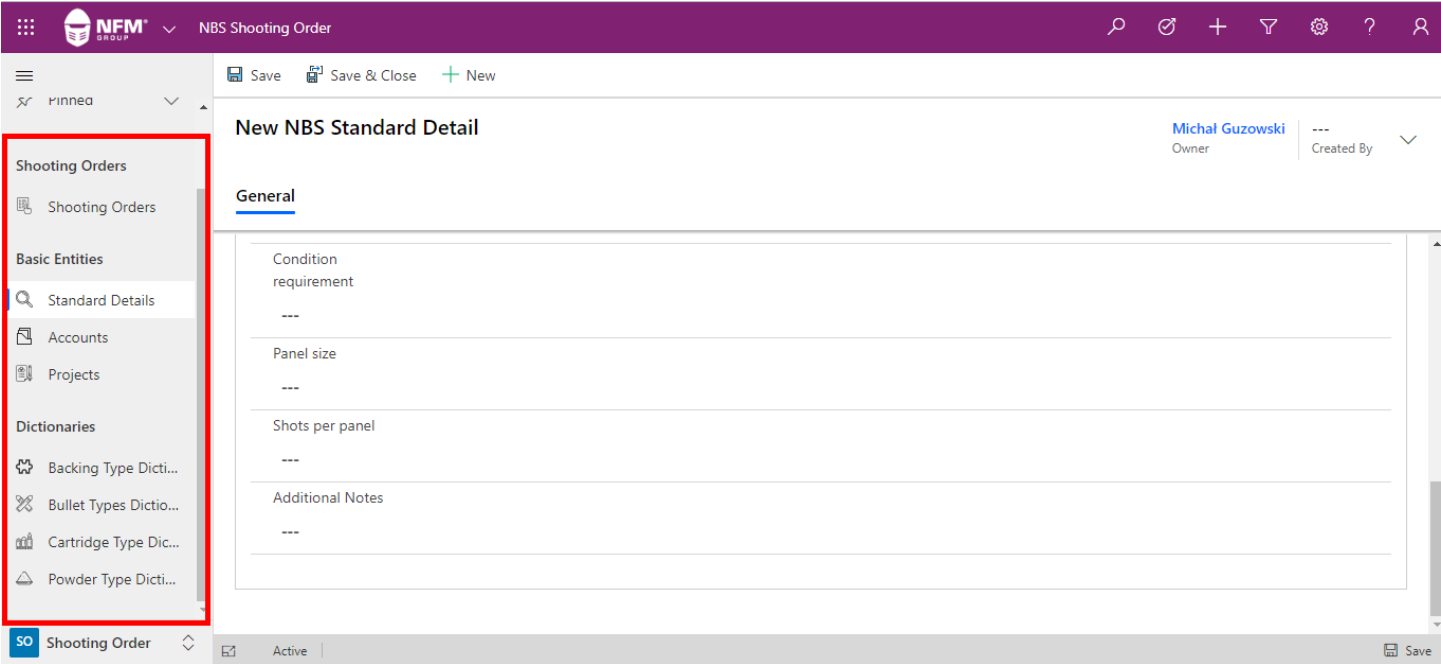 NFM
GROUP
NBS Shooting Order
Save
Save & Close
New
Pinned
New NBS Standard Detail
Michał Guzowski
Owner
---
Created By
General
Shooting Orders
Shooting Orders
Basic Entities
Standard Details
Accounts
Projects
Dictionaries
Backing Type Dicti...
Bullet Types Dictio...
Cartridge Type Dic...
Powder Type Dicti...
SO Shooting Order
Condition
requirement
---
Panel size
---
Shots per panel
---
Additional Notes
---
Active
Save